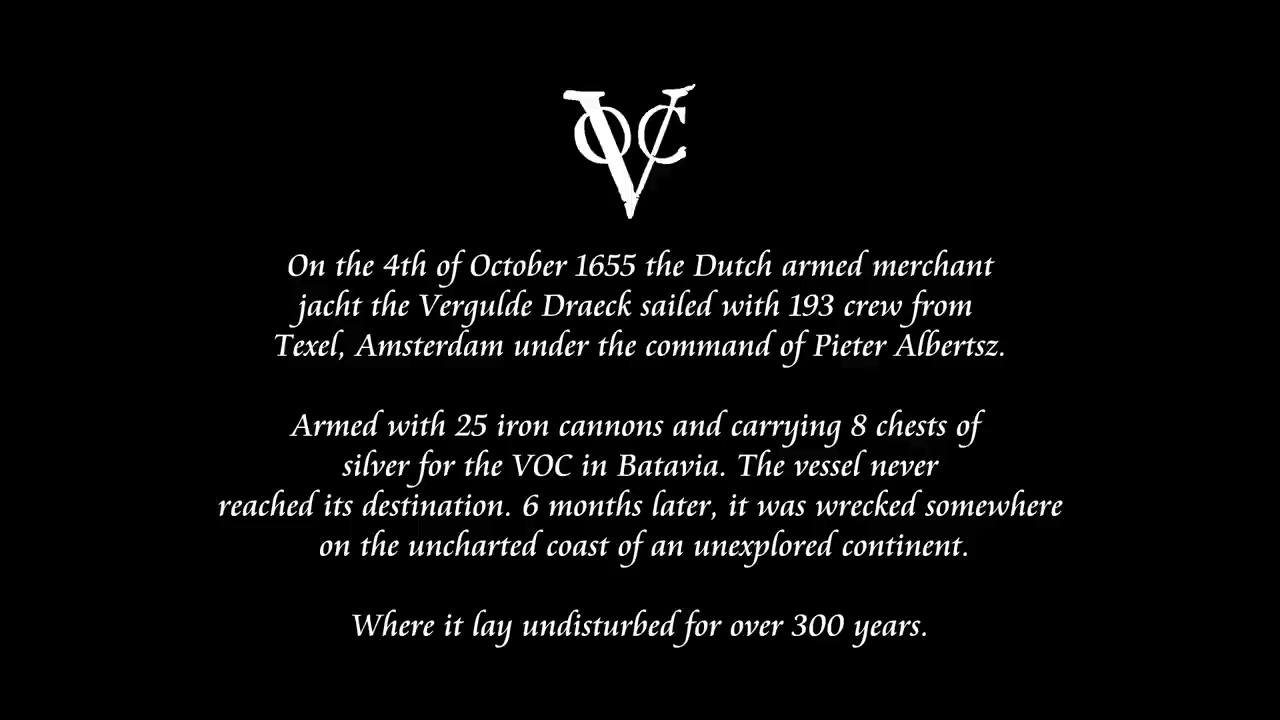 VOC
On the 4th of October 1655 the Dutch armed merchant
jacht the Vergulde Draeck sailed with 193 crew from
Texel, Amsterdam under the command of Pieter Albertsz.
Armed with 25 iron cannons and carrying 8 chests of
silver for the VOC in Batavia. The vessel never
reached its destination. 6 months later, it was wrecked somewhere
on the uncharted coast of an unexplored continent.
Where it lay undisturbed for over 300 years.